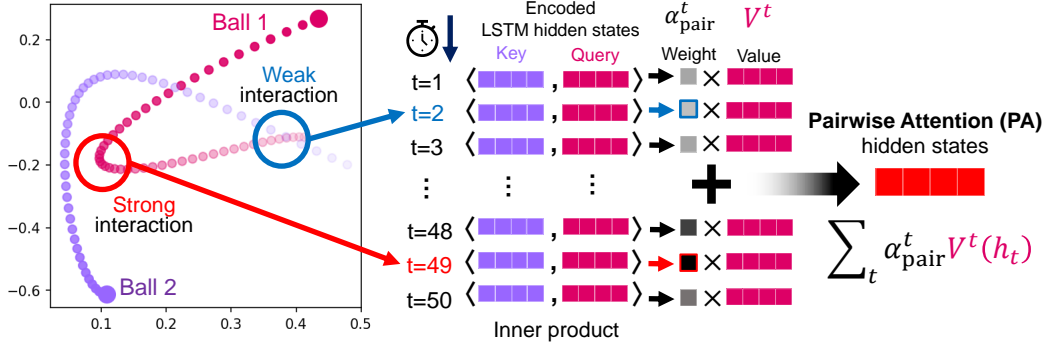 0.2
0.0
−0.2
−0.4
−0.6
0.1
0.2
0.3
0.4
0.5
Ball 1
Weak
interaction
Strong
interaction
Ball 2
Encoded
LSTM hidden states
Key
Query
α^t_pair
V^t
Weight
Value
t=1
⟨ , ⟩ ×
t=2
⟨ , ⟩ ×
t=3
⟨ , ⟩ ×
⋮ ⋮ ⋮
t=48
⟨ , ⟩ ×
t=49
⟨ , ⟩ ×
t=50
⟨ , ⟩ ×
Inner product
+
Pairwise Attention (PA)
hidden states
∑_t α^t_pair V^t(h_t)